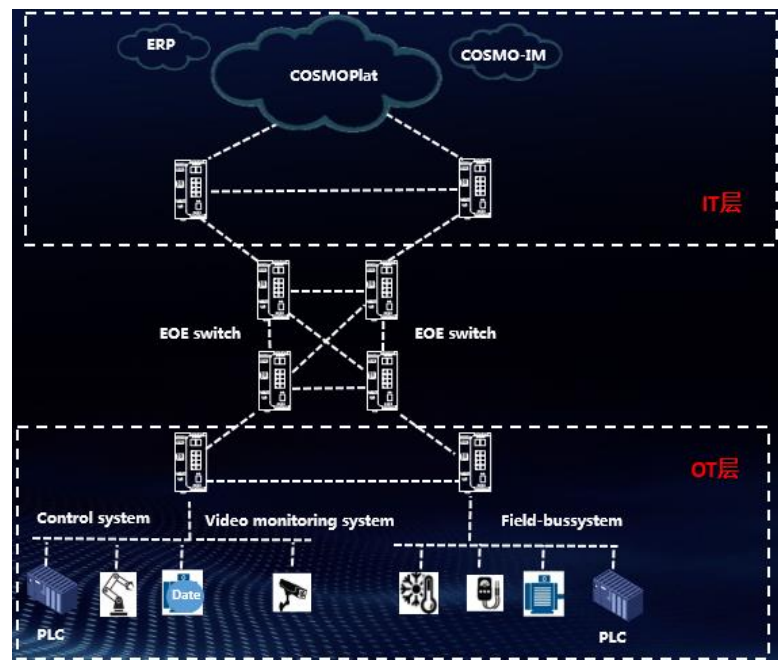 ERP
COSMO-IM
COSMOPlat
IT层
EOE switch
EOE switch
OT层
Control system
Video monitoring system
Field-bussystem
Date
PLC
PLC